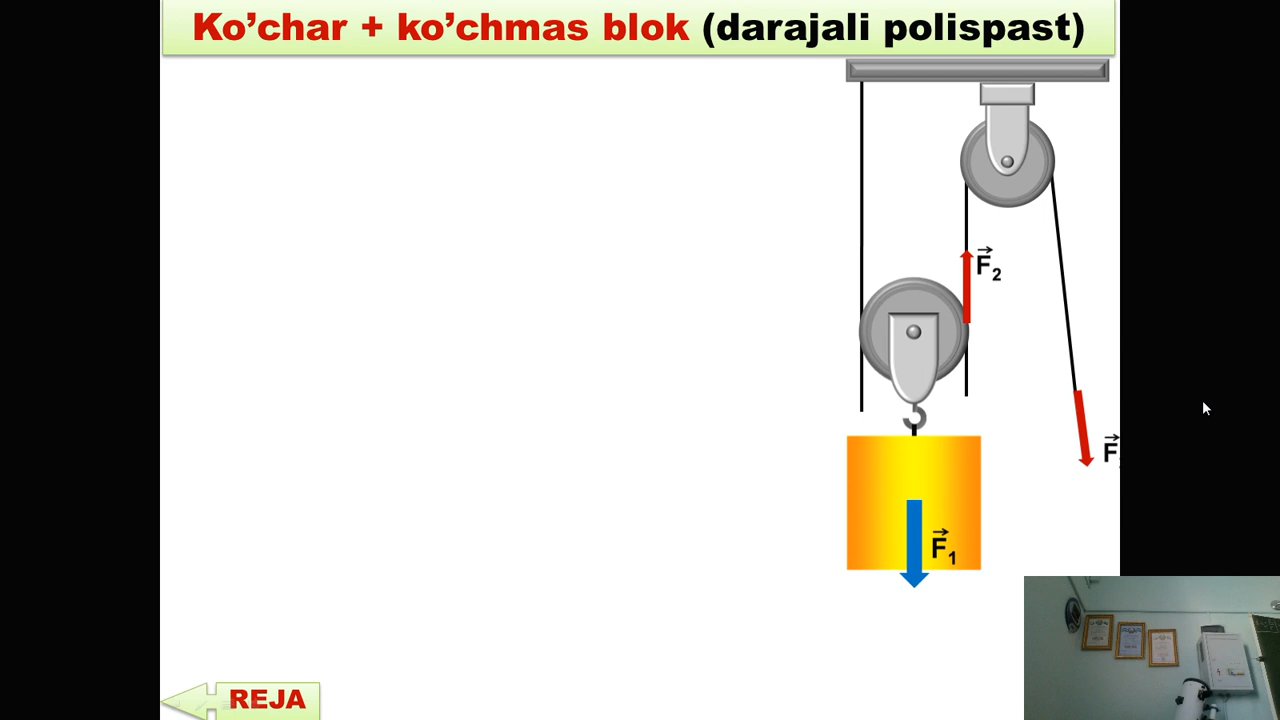 Ko’char + ko’chmas blok (darajali polispast)
F₂
F
F₁
REJA